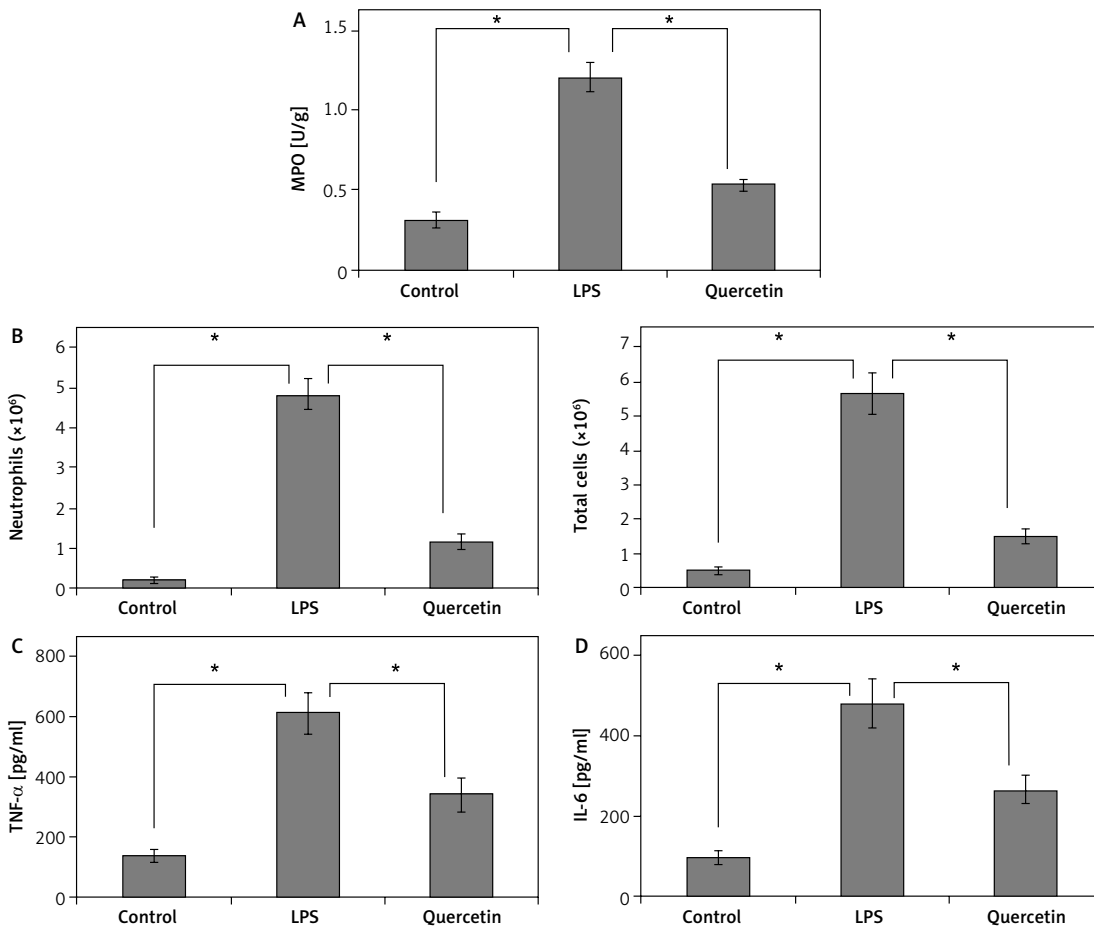 A
* *
MPO [U/g]
1.5
1.0
0.5
0
Control LPS Quercetin
B
* *
Neutrophils (×10⁶)
6
5
4
3
2
1
0
Control LPS Quercetin
* *
Total cells (×10⁶)
7
6
5
4
3
2
1
0
Control LPS Quercetin
C
* *
TNF-α [pg/ml]
800
600
400
200
0
Control LPS Quercetin
D
* *
IL-6 [pg/ml]
600
400
200
0
Control LPS Quercetin